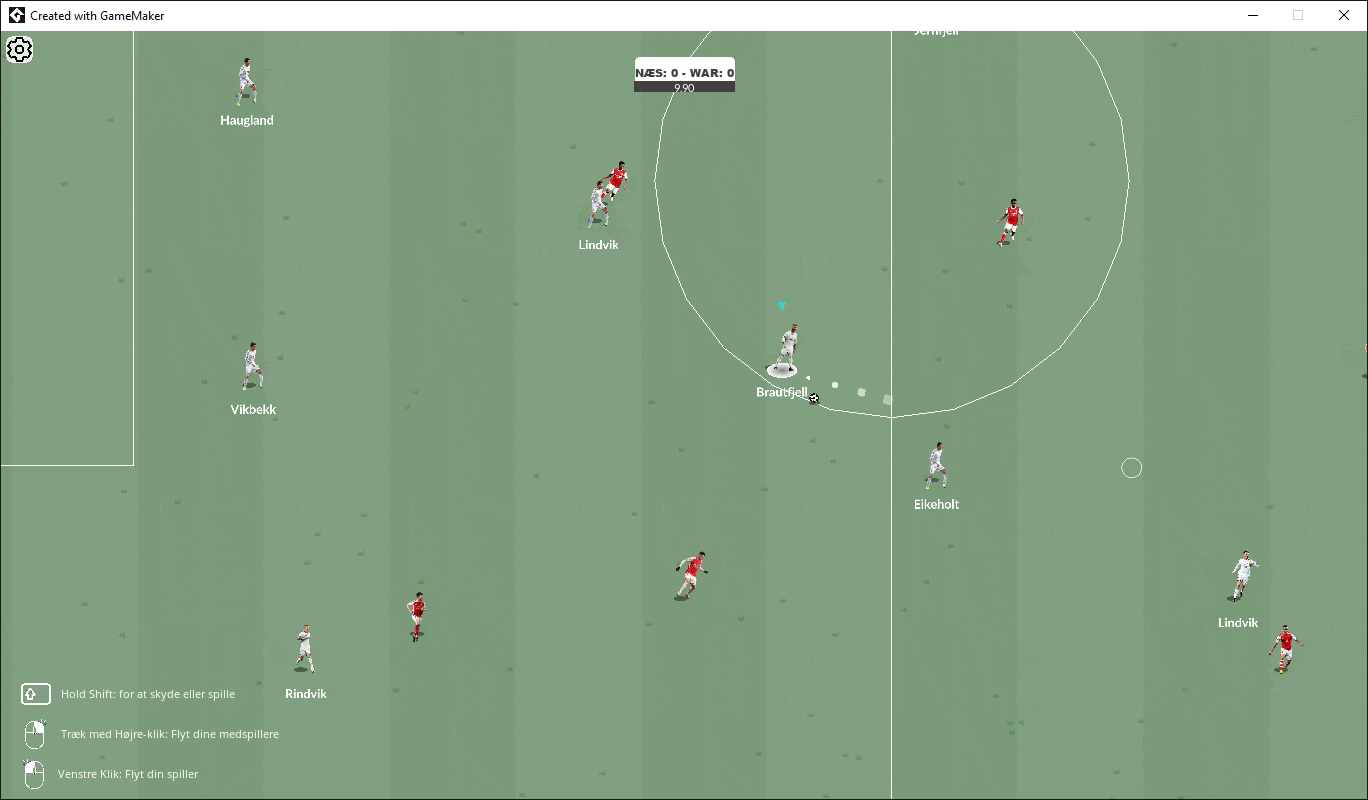 Created with GameMaker
Jernfjell
Haugland
NÆS: 0 - WAR: 0
9.90
Lindvik
Brautfjell
Vikbekk
Eikeholt
Lindvik
Rindvik
Hold Shift: for at skyde eller spille
Træk med Højre-klik: Flyt dine medspillere
Venstre Klik: Flyt din spiller